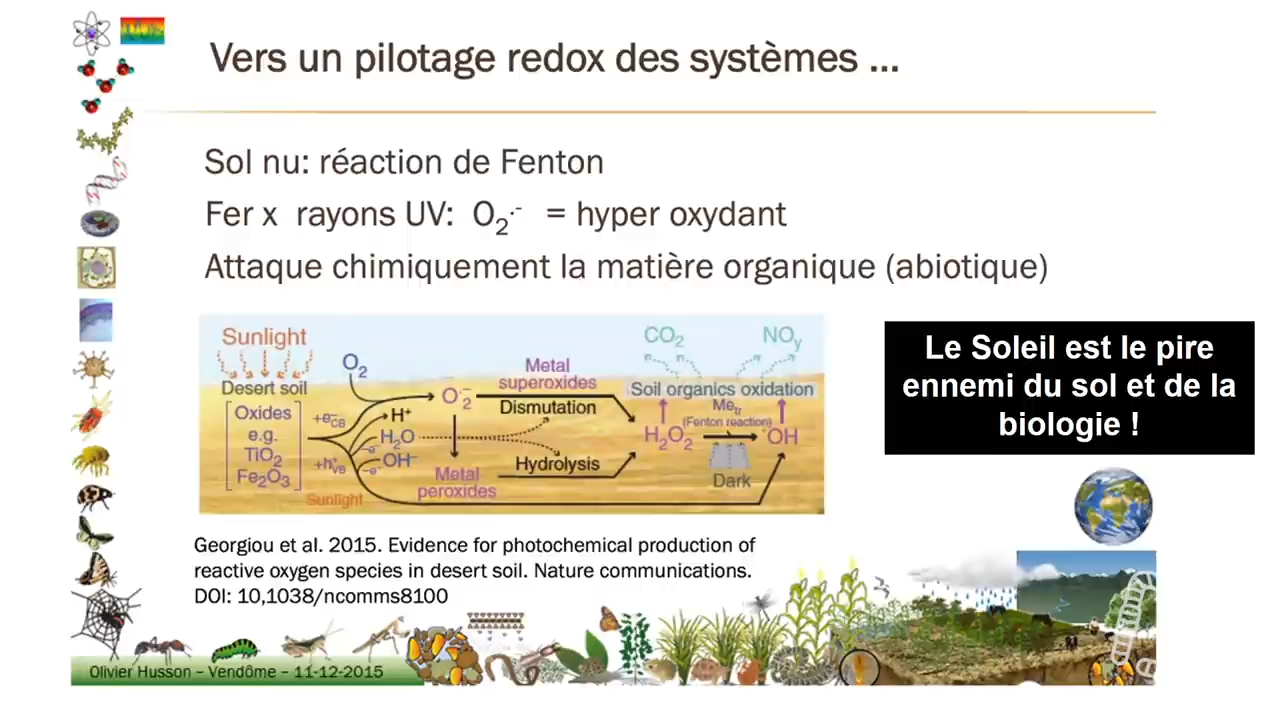 Vers un pilotage redox des systèmes ...
Sol nu: réaction de Fenton
Fer x rayons UV: O₂·⁻ = hyper oxydant
Attaque chimiquement la matière organique (abiotique)
Sunlight
Desert soil
Oxides
e.g.
TiO₂
Fe₂O₃
+e⁻CB
+h⁺VB
Sunlight
O₂
O₂·⁻
H⁺
H₂O
-e⁻
OH⁻
-e⁻
Metal
superoxides
Dismutation
Hydrolysis
Metal
peroxides
CO₂
NOy
Soil organics oxidation
Metr
(Fenton reaction)
H₂O₂
·OH
Dark
Le Soleil est le pire
ennemi du sol et de la
biologie !
Georgiou et al. 2015. Evidence for photochemical production of
reactive oxygen species in desert soil. Nature communications.
DOI: 10,1038/ncomms8100
Olivier Husson – Vendôme – 11-12-2015